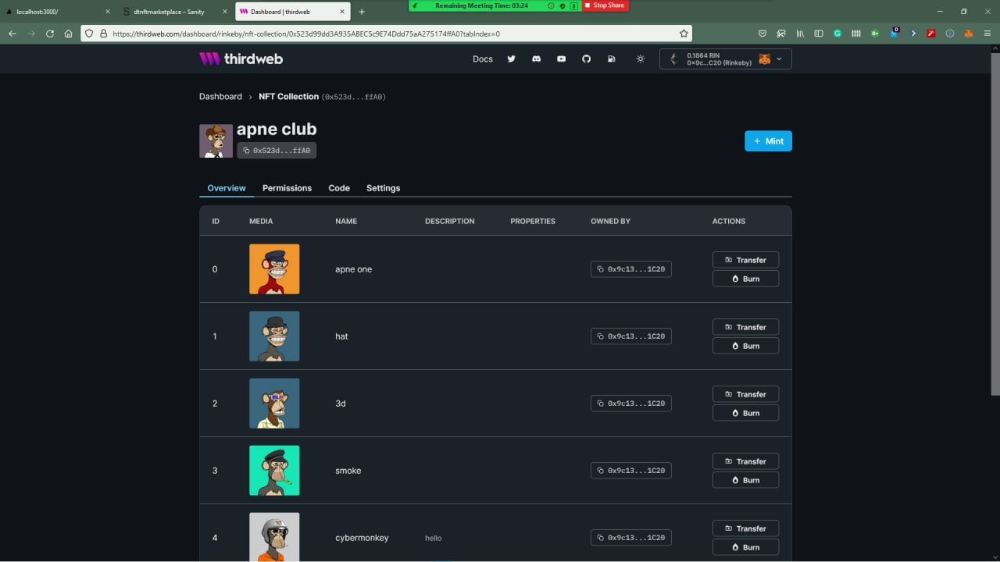 localhost:3000/
dtnftmarketplace – Sanity
Dashboard | thirdweb
Remaining Meeting Time: 03:24
Stop Share
https://thirdweb.com/dashboard/rinkeby/nft-collection/0x523d99dd3A935ABEC5c9E74Ddd75aA275174ffA0?tabIndex=0
thirdweb
Docs
0.1864 RIN
0x9c...C20 (Rinkeby)
Dashboard › NFT Collection (0x523d...ffA0)
apne club
0x523d...ffA0
+ Mint
Overview Permissions Code Settings
ID MEDIA NAME DESCRIPTION PROPERTIES OWNED BY ACTIONS
0 apne one 0x9c13...1C20 Transfer
Burn
1 hat 0x9c13...1C20 Transfer
Burn
2 3d 0x9c13...1C20 Transfer
Burn
3 smoke 0x9c13...1C20 Transfer
Burn
4 cybermonkey hello 0x9c13...1C20 Transfer
Burn